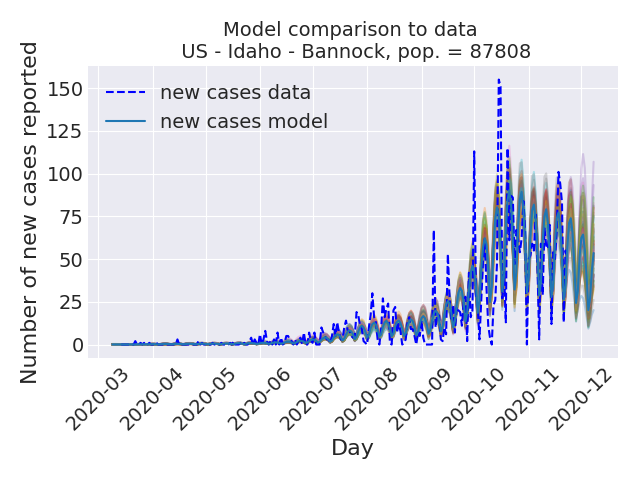 Model comparison to data
US - Idaho - Bannock, pop. = 87808
new cases data
new cases model
Number of new cases reported
150
125
100
75
50
25
0
2020-03
2020-04
2020-05
2020-06
2020-07
2020-08
2020-09
2020-10
2020-11
2020-12
Day